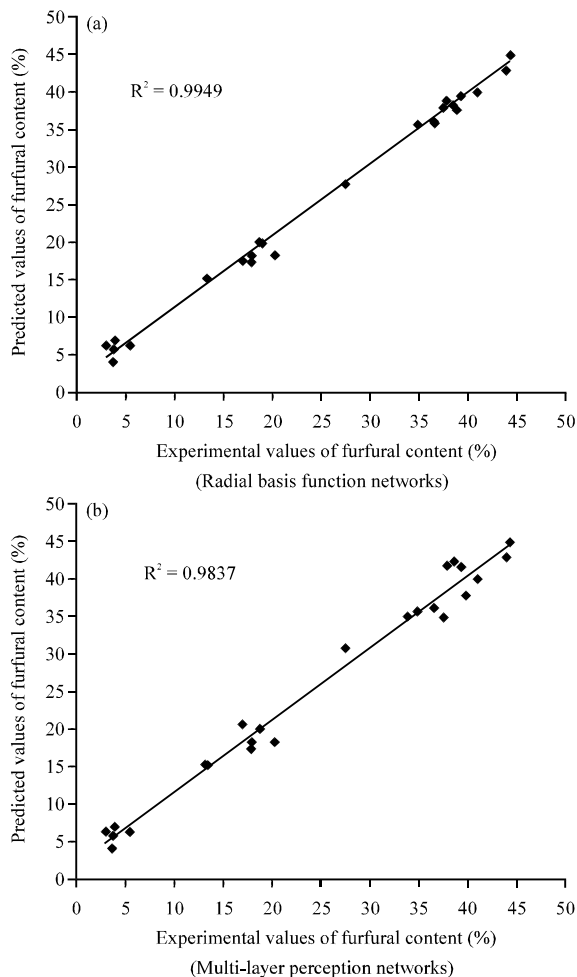 (a)
R² = 0.9949
Predicted values of furfural content (%)
50
45
40
35
30
25
20
15
10
5
0
0 5 10 15 20 25 30 35 40 45 50
Experimental values of furfural content (%)
(Radial basis function networks)
(b)
R² = 0.9837
Predicted values of furfural content (%)
50
45
40
35
30
25
20
15
10
5
0
0 5 10 15 20 25 30 35 40 45 50
Experimental values of furfural content (%)
(Multi-layer perception networks)